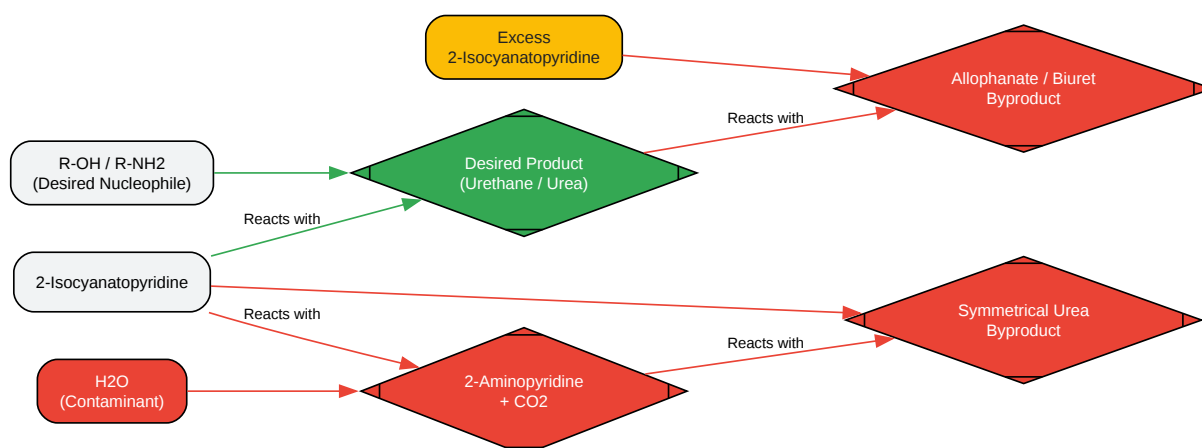 Excess
2-Isocyanatopyridine
Allophanate / Biuret
Byproduct
Reacts with
R-OH / R-NH2
(Desired Nucleophile)
Desired Product
(Urethane / Urea)
Reacts with
2-Isocyanatopyridine
Reacts with
Symmetrical Urea
Byproduct
Reacts with
H2O
(Contaminant)
2-Aminopyridine
+ CO2